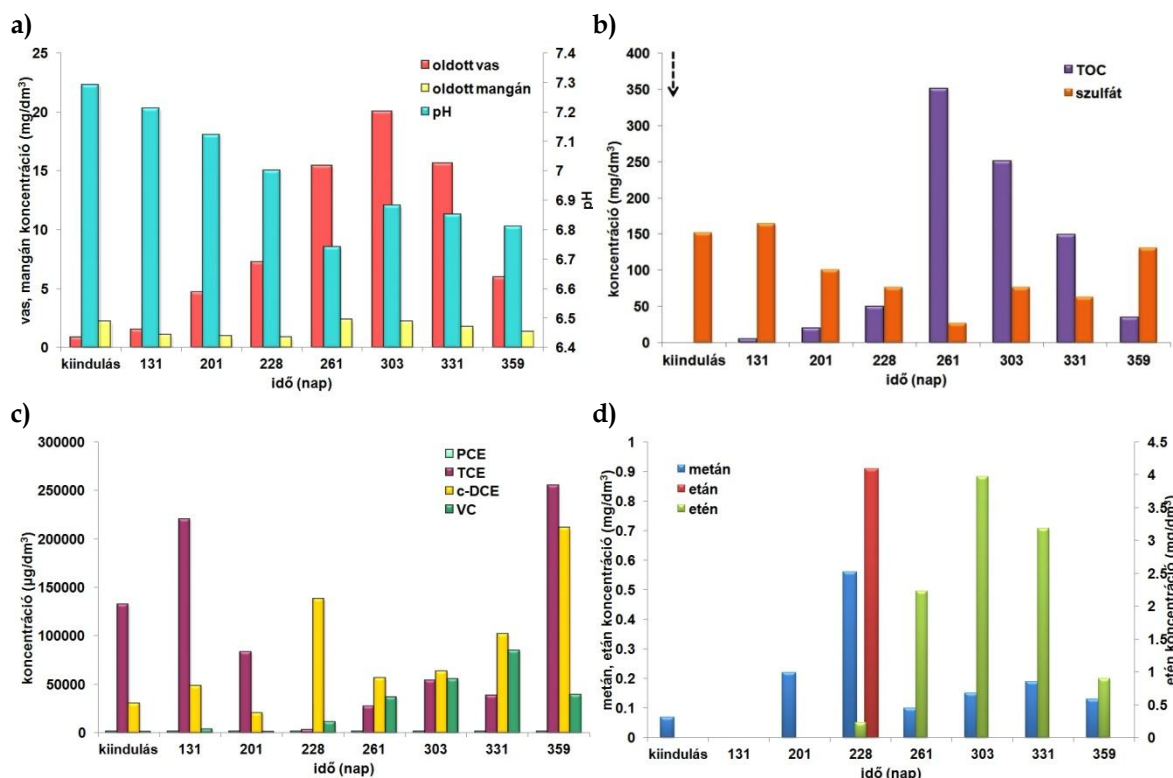 a)
25
20
15
10
5
0
vas, mangán koncentráció (mg/dm³)
oldott vas
oldott mangán
pH
7.4
7.3
7.2
7.1
7
6.9
6.8
6.7
6.6
6.5
6.4
pH
kiindulás 131 201 228 261 303 331 359
idő (nap)
b)
400
350
300
250
200
150
100
50
0
koncentráció (mg/dm³)
TOC
szulfát
kiindulás 131 201 228 261 303 331 359
idő (nap)
c)
300000
250000
200000
150000
100000
50000
0
koncentráció (µg/dm³)
PCE
TCE
c-DCE
VC
kiindulás 131 201 228 261 303 331 359
idő (nap)
d)
1
0.9
0.8
0.7
0.6
0.5
0.4
0.3
0.2
0.1
0
metán, etán koncentráció (mg/dm³)
metán
etán
etén
4.5
4
3.5
3
2.5
2
1.5
1
0.5
0
etén koncentráció (mg/dm³)
kiindulás 131 201 228 261 303 331 359
idő (nap)